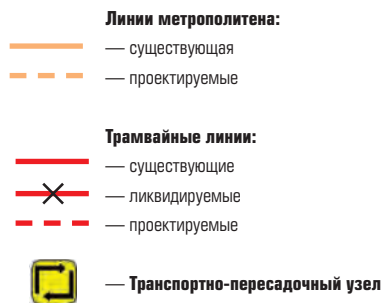 Линии метрополитена:
— существующая
— проектируемые
Трамвайные линии:
— существующие
— ликвидируемые
— проектируемые
— Транспортно-пересадочный узел